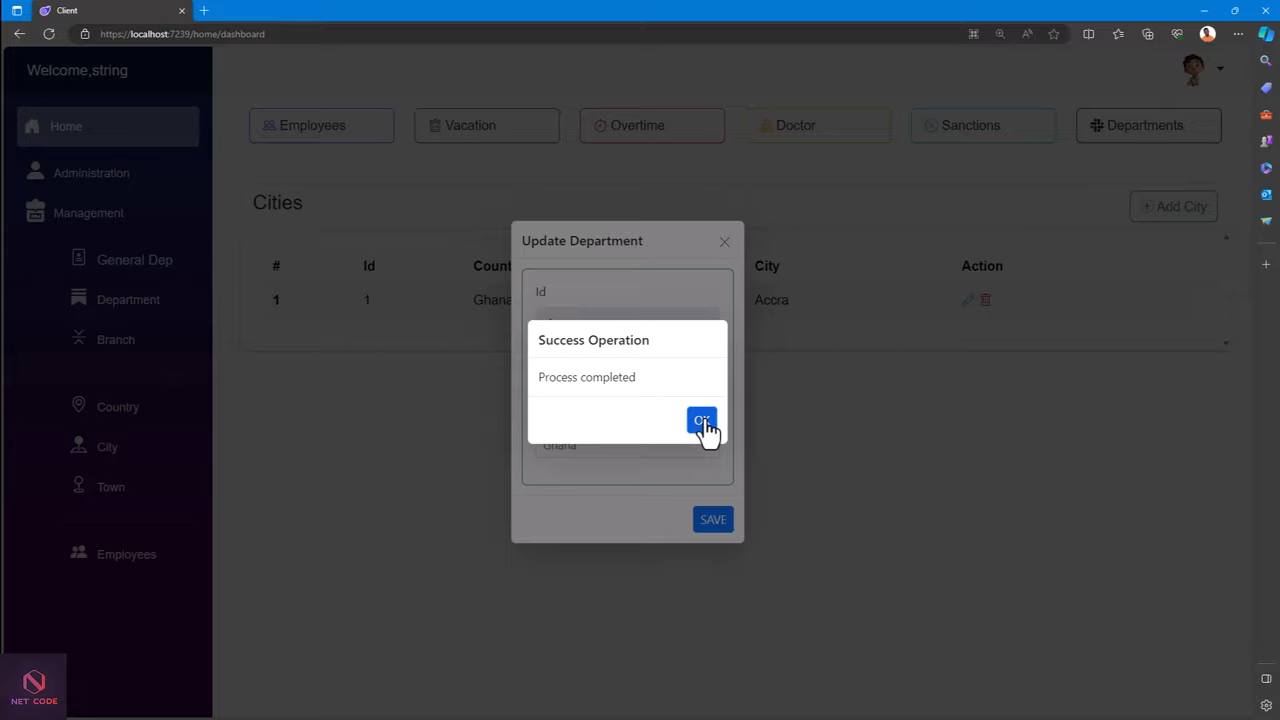 Client
https://localhost:7239/home/dashboard
Welcome,string
Home
Administration
Management
General Dep
Department
Branch
Country
City
Town
Employees
Employees
Vacation
Overtime
Doctor
Sanctions
Departments
Cities
Add City
# Id Count City Action
1 1 Ghana Accra
Update Department
Id
Success Operation
Process completed
OK
Ghana
SAVE
NET CODE